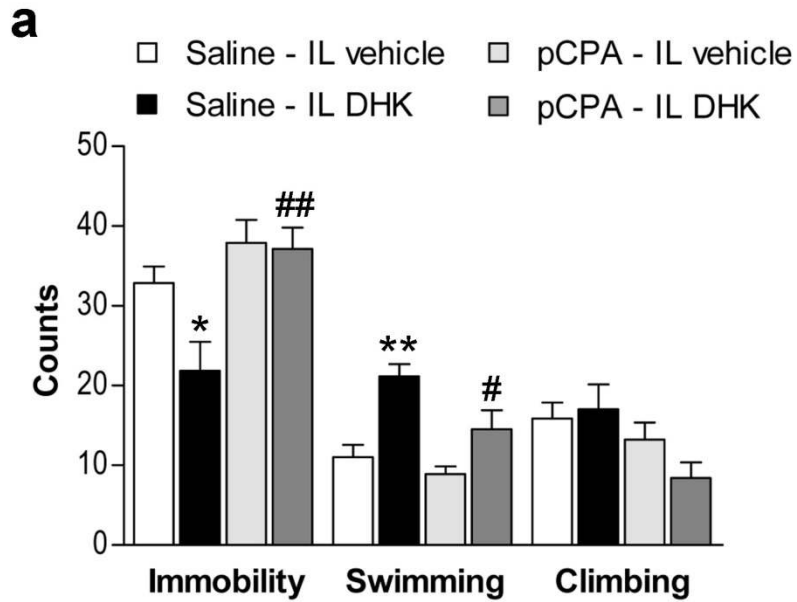 a
Saline - IL vehicle
pCPA - IL vehicle
Saline - IL DHK
pCPA - IL DHK
Counts
50
40
30
20
10
0
##
*
**
#
Immobility
Swimming
Climbing